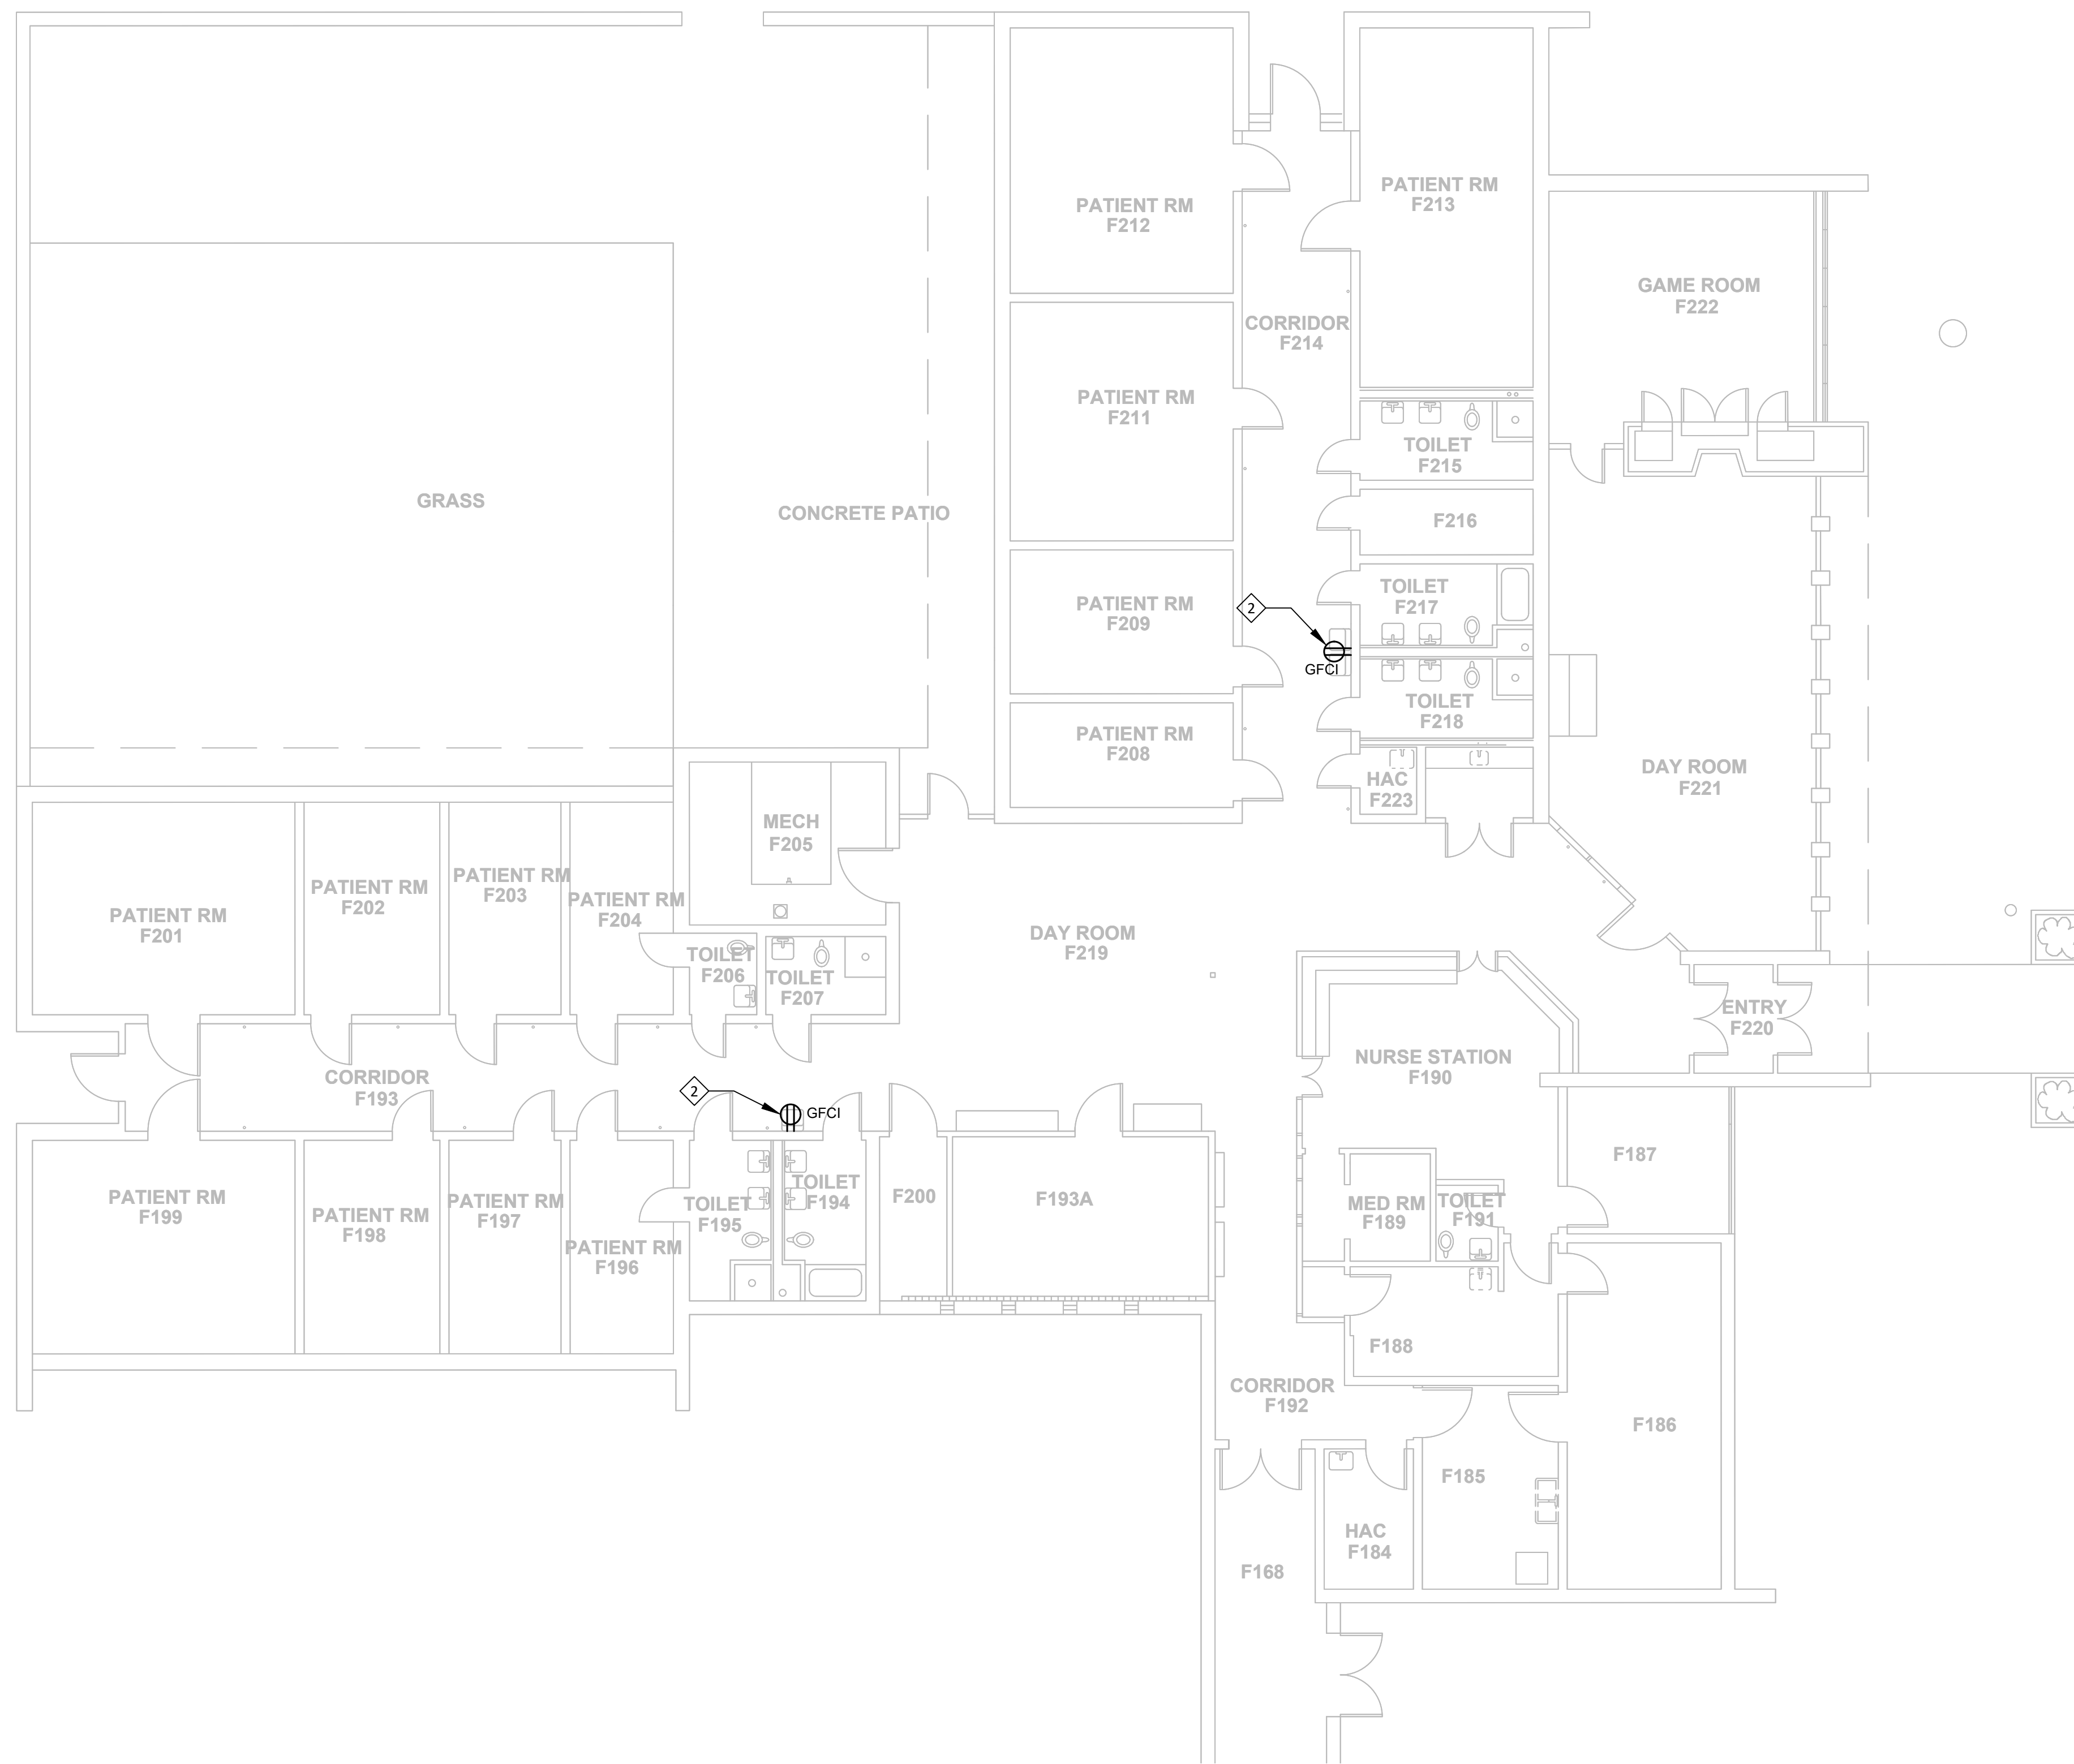 PATIENT RM
F213
PATIENT RM
F212
GAME ROOM
F222
CORRIDOR
F214
PATIENT RM
F211
TOILET
F215
GRASS
CONCRETE PATIO
F216
TOILET
F217
PATIENT RM
F209
2
GFCI
TOILET
F218
PATIENT RM
F208
HAC
F223
DAY ROOM
F221
MECH
F205
PATIENT RM
F201
PATIENT RM
F202
PATIENT RM
F203
PATIENT RM
F204
TOILET
F206
TOILET
F207
DAY ROOM
F219
ENTRY
F220
NURSE STATION
F190
CORRIDOR
F193
2
GFCI
PATIENT RM
F199
PATIENT RM
F198
PATIENT RM
F197
PATIENT RM
F196
TOILET
F195
TOILET
F194
F200
F193A
MED RM
F189
TOILET
F191
F187
F188
CORRIDOR
F192
F186
F185
HAC
F184
F168